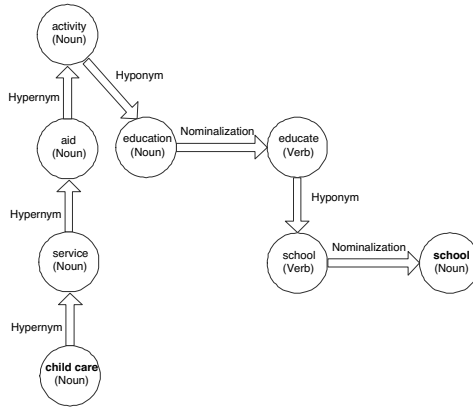 activity
(Noun)
Hyponym
Hypernym
aid
(Noun)
education
(Noun)
Nominalization
educate
(Verb)
Hypernym
Hyponym
service
(Noun)
school
(Verb)
Nominalization
school
(Noun)
Hypernym
child care
(Noun)